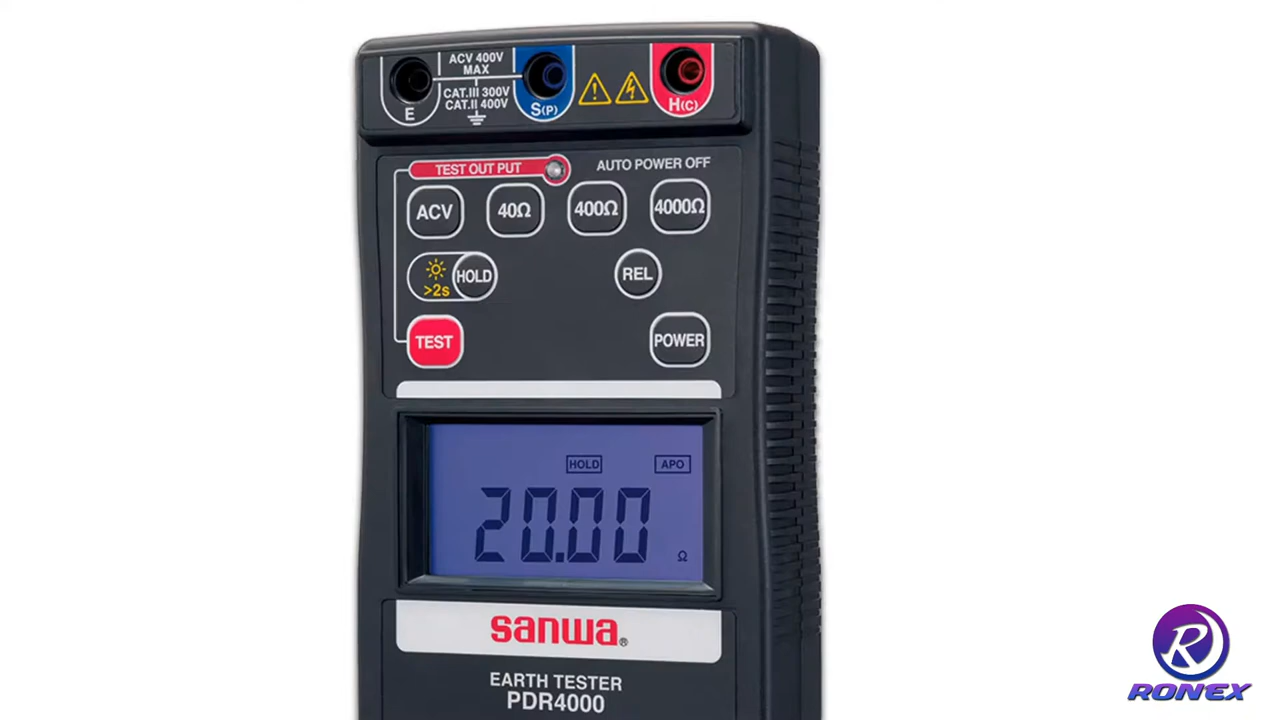 ACV 400V
MAX
CAT.III 300V
CAT.II 400V
E
S(P)
H(C)
TEST OUT PUT
AUTO POWER OFF
ACV
40Ω
400Ω
4000Ω
>2s
HOLD
REL
TEST
POWER
HOLD
APO
20.00
Ω
sanwa®
EARTH TESTER
PDR4000
R
RONEX